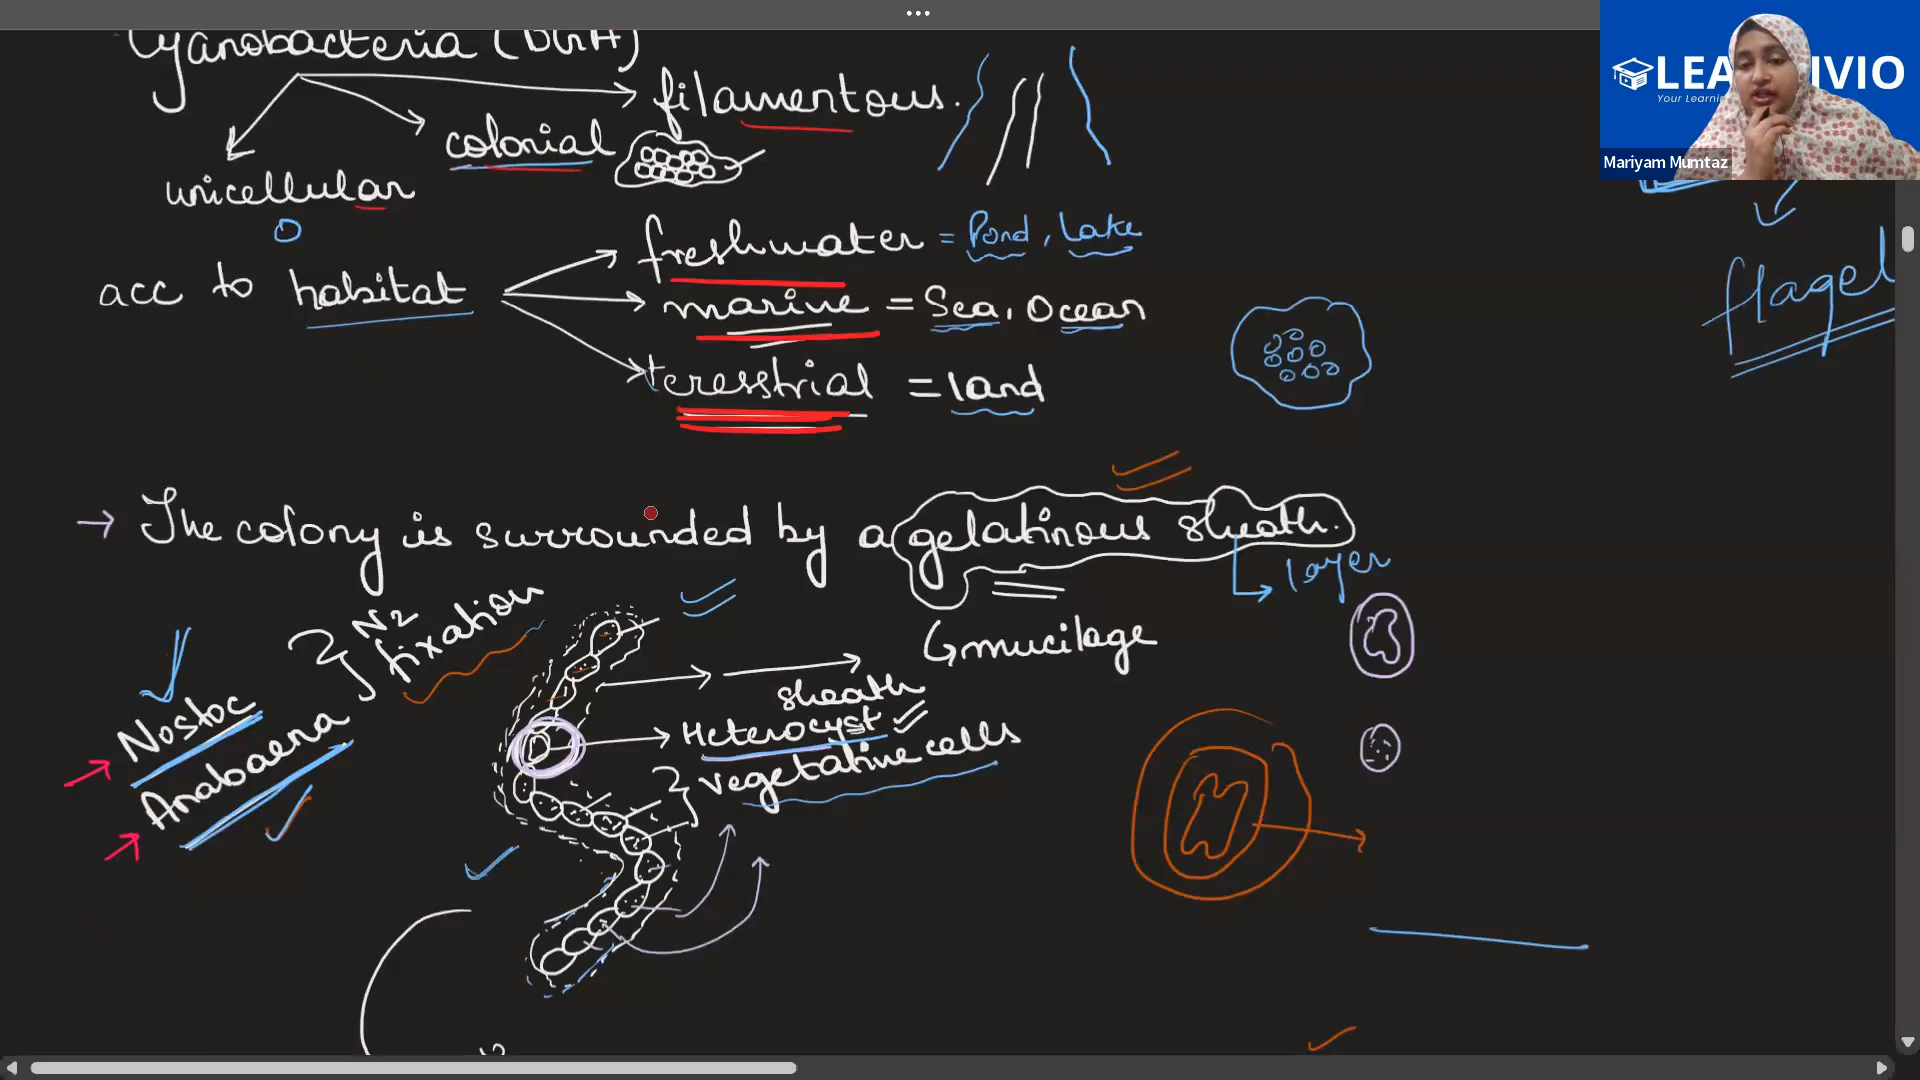 Cyanobacteria (BGA)
filamentous.
colonial
unicellular
acc to habitat
freshwater = Pond, Lake
marine = Sea, Ocean
teresstrial = land
→ The colony is surrounded by a gelatinous sheath.
layer
mucilage
N2 fixation
Nostoc
Anabaena
sheath
Heterocyst
vegetative cells
flagel
LEA IVIO
Your Learnin
Mariyam Mumtaz